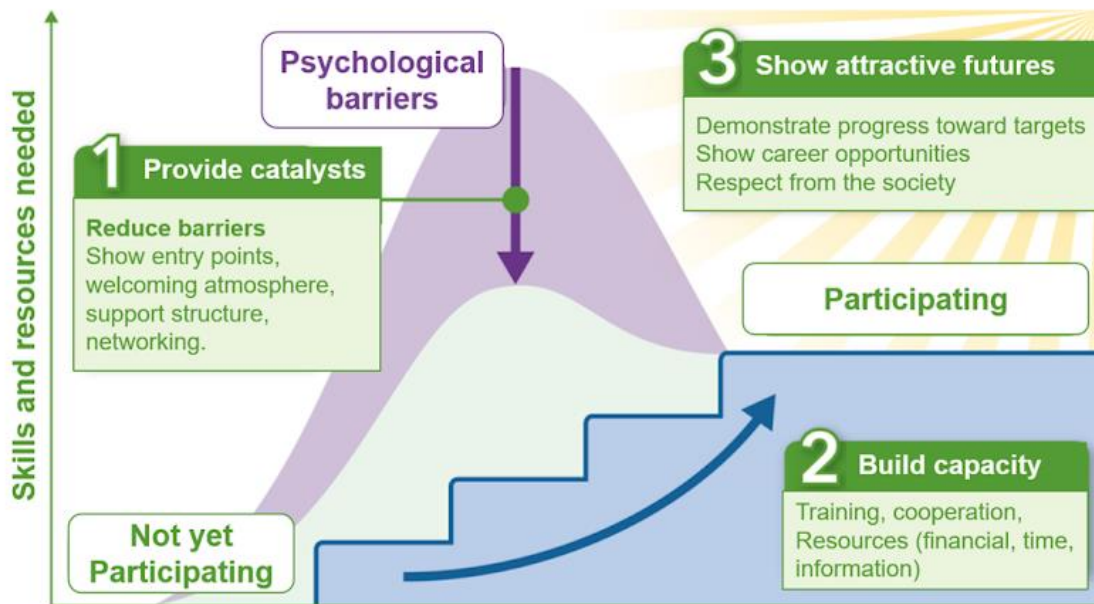 Skills and resources needed
Psychological
barriers
1 Provide catalysts
Reduce barriers
Show entry points,
welcoming atmosphere,
support structure,
networking.
3 Show attractive futures
Demonstrate progress toward targets
Show career opportunities
Respect from the society
Participating
2 Build capacity
Training, cooperation,
Resources (financial, time,
information)
Not yet
Participating